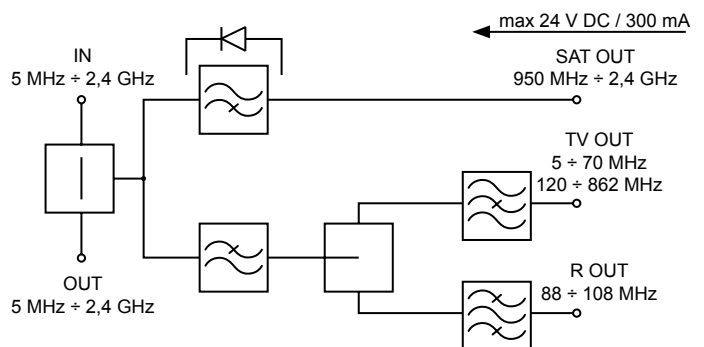 max 24 V DC / 300 mA
IN
5 MHz ÷ 2,4 GHz
SAT OUT
950 MHz ÷ 2,4 GHz
TV OUT
5 ÷ 70 MHz
120 ÷ 862 MHz
OUT
5 MHz ÷ 2,4 GHz
R OUT
88 ÷ 108 MHz